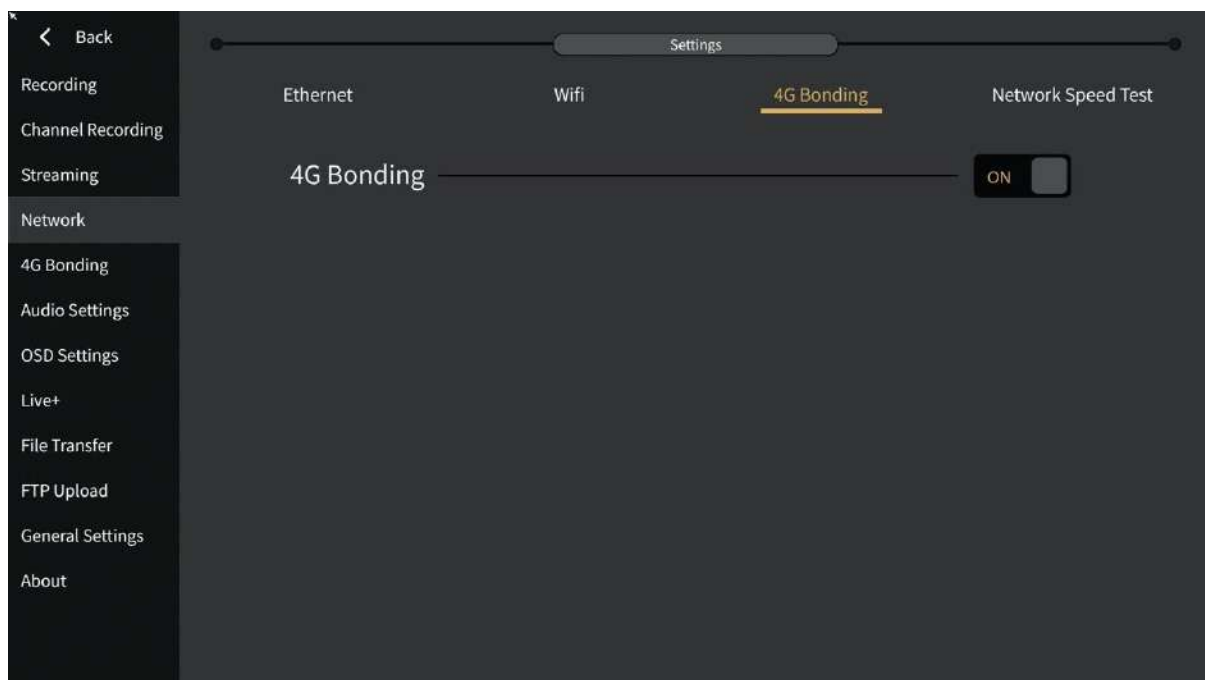 Back
Recording
Channel Recording
Streaming
Network
4G Bonding
Audio Settings
OSD Settings
Live+
File Transfer
FTP Upload
General Settings
About
Settings
Ethernet Wifi 4G Bonding Network Speed Test
4G Bonding ON